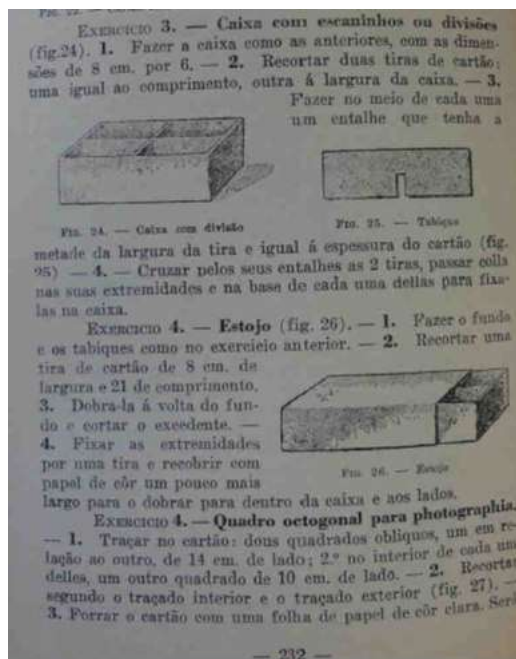 EXERCICIO 3. — Caixa com escaninhos ou divisões
(fig.24). 1. Fazer a caixa como as anteriores, com as dimen-
sões de 8 cm. por 6. — 2. Recortar duas tiras de cartão:
uma igual ao comprimento, outra á largura da caixa. — 3.
Fazer no meio de cada uma
um entalhe que tenha a
FIG. 24. — Caixa com divisão
FIG. 25. — Tabique
metade da largura da tira e igual á espessura do cartão (fig.
25) — 4. — Cruzar pelos seus entalhes as 2 tiras, passar colla
nas suas extremidades e na base de cada uma dellas para fixa-
las na caixa.
EXERCICIO 4. — Estojo (fig. 26). — 1. Fazer o fundo
e os tabiques como no exercicio anterior. — 2. Recortar uma
tira de cartão de 8 cm. de
largura e 21 de comprimento.
3. Dobra-la á volta do fun-
do e cortar o excedente. —
4. Fixar as extremidades
por uma tira e recobrir com
papel de côr um pouco mais
FIG. 26. — Estojo
largo para o dobrar para dentro da caixa e aos lados.
EXERCICIO 4. — Quadro octogonal para photographia.
— 1. Traçar no cartão: dous quadrados obliquos, um em re-
lação ao outro, de 14 cm. de lado; 2.º no interior de cada um
delles, um outro quadrado de 10 cm. de lado. — 2. Recortar
segundo o traçado interior e o traçado exterior (fig. 27). —
3. Forrar o cartão com uma folha de papel de côr clara. Será
— 232 —